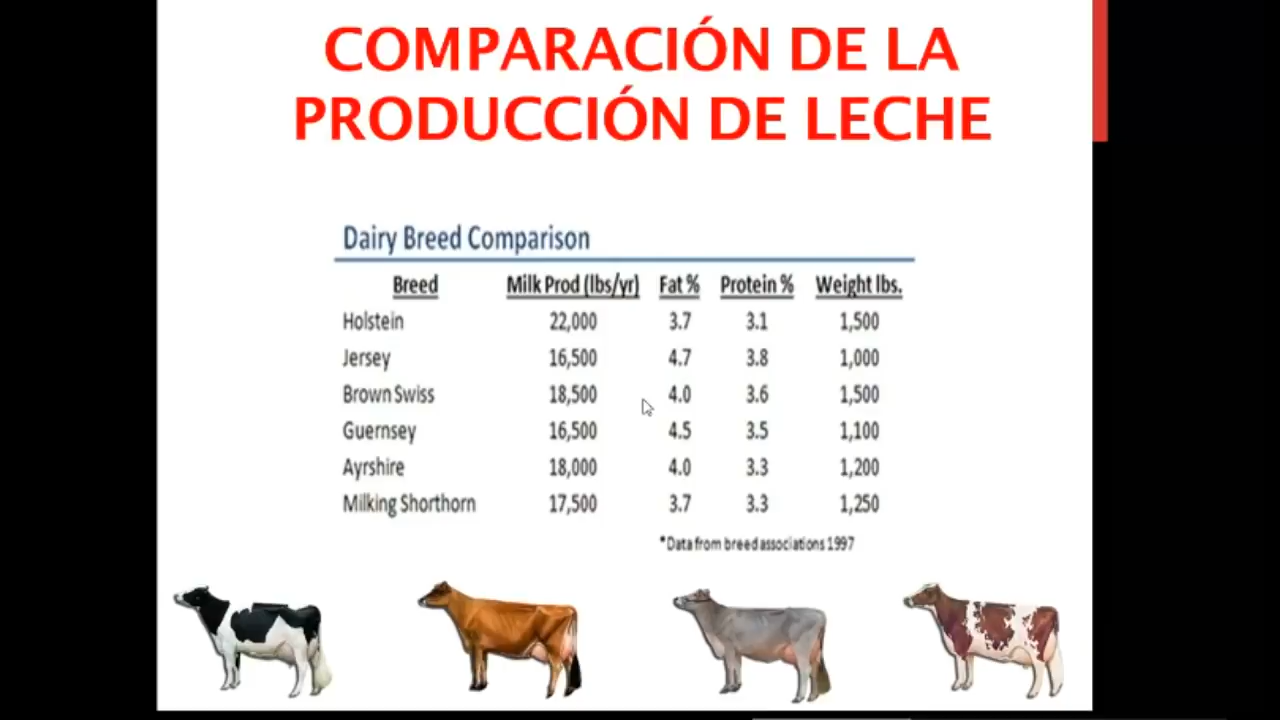 COMPARACIÓN DE LA
PRODUCCIÓN DE LECHE
Dairy Breed Comparison
Breed Milk Prod (lbs/yr) Fat % Protein % Weight lbs.
Holstein 22,000 3.7 3.1 1,500
Jersey 16,500 4.7 3.8 1,000
Brown Swiss 18,500 4.0 3.6 1,500
Guernsey 16,500 4.5 3.5 1,100
Ayrshire 18,000 4.0 3.3 1,200
Milking Shorthorn 17,500 3.7 3.3 1,250
*Data from breed associations 1997